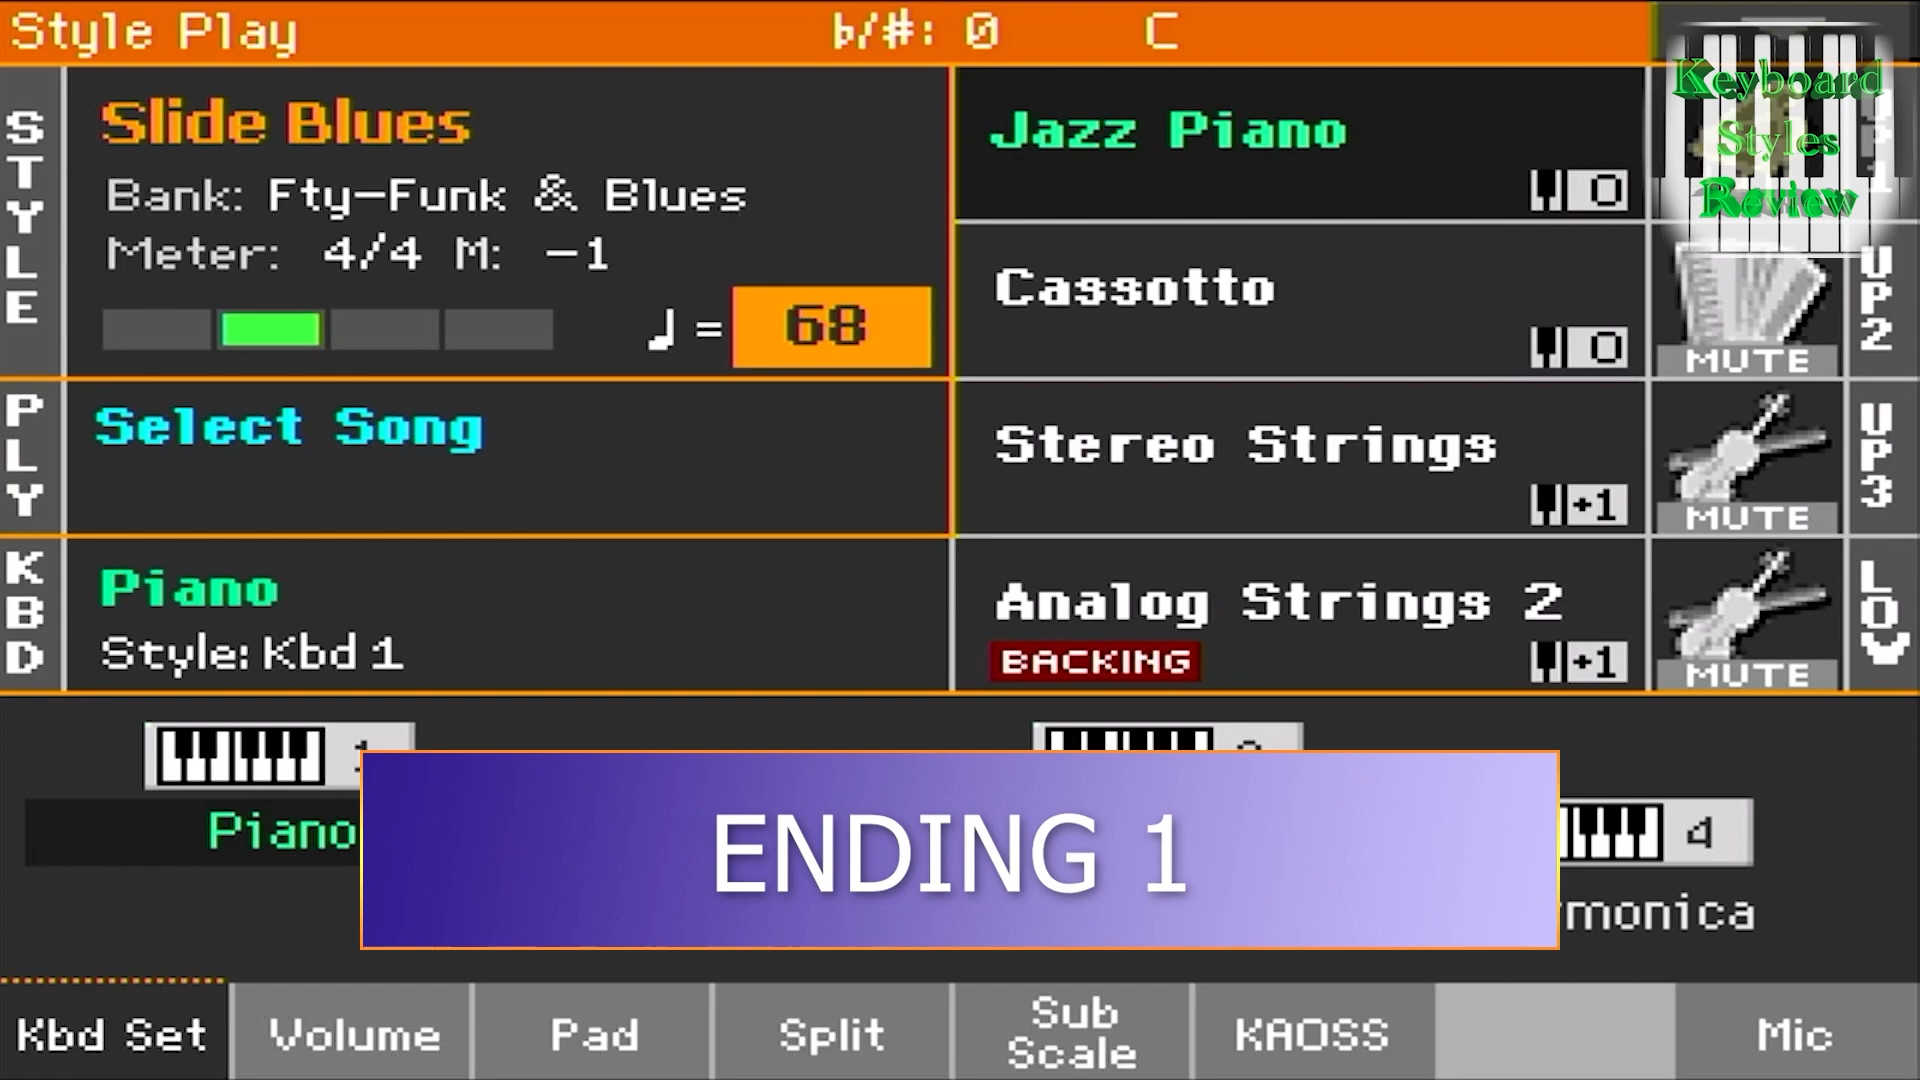 Style Play
♭/#: 0
C
STYLE
Slide Blues
Bank: Fty-Funk & Blues
Meter: 4/4 M: -1
♩ = 68
PLY
Select Song
KBD
Piano
Style: Kbd 1
Jazz Piano
0
Keyboard
Styles
Review
Cassotto
0
MUTE
UP2
Stereo Strings
+1
MUTE
UP3
Analog Strings 2
BACKING
+1
MUTE
LOW
1
Piano
4
monica
ENDING 1
Kbd Set
Volume
Pad
Split
Sub
Scale
KAOSS
Mic